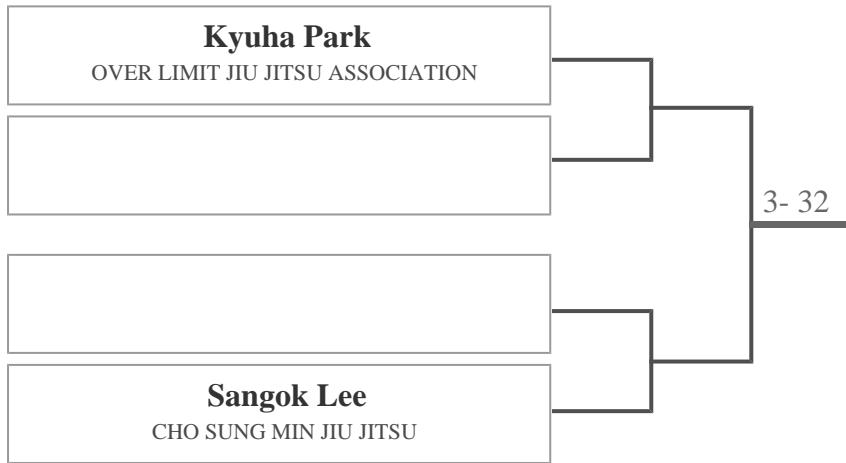 Kyuha Park
OVER LIMIT JIU JITSU ASSOCIATION
3- 32
Sangok Lee
CHO SUNG MIN JIU JITSU